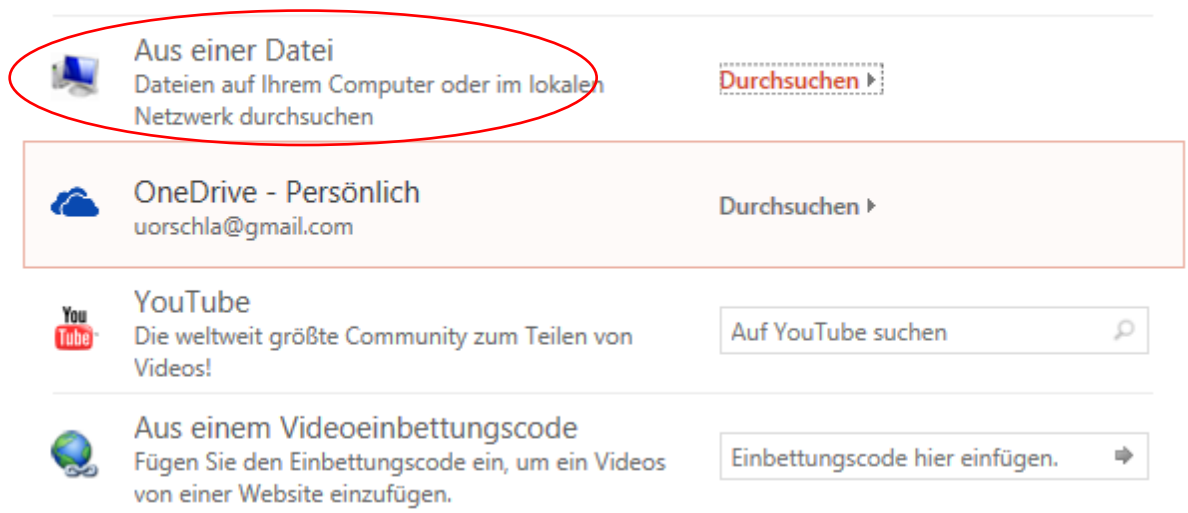 Aus einer Datei
Dateien auf Ihrem Computer oder im lokalen
Netzwerk durchsuchen
Durchsuchen
OneDrive - Persönlich
uorschla@gmail.com
Durchsuchen
You
Tube
YouTube
Die weltweit größte Community zum Teilen von
Videos!
Auf YouTube suchen
Aus einem Videoeinbettungscode
Fügen Sie den Einbettungscode ein, um ein Videos
von einer Website einzufügen.
Einbettungscode hier einfügen.